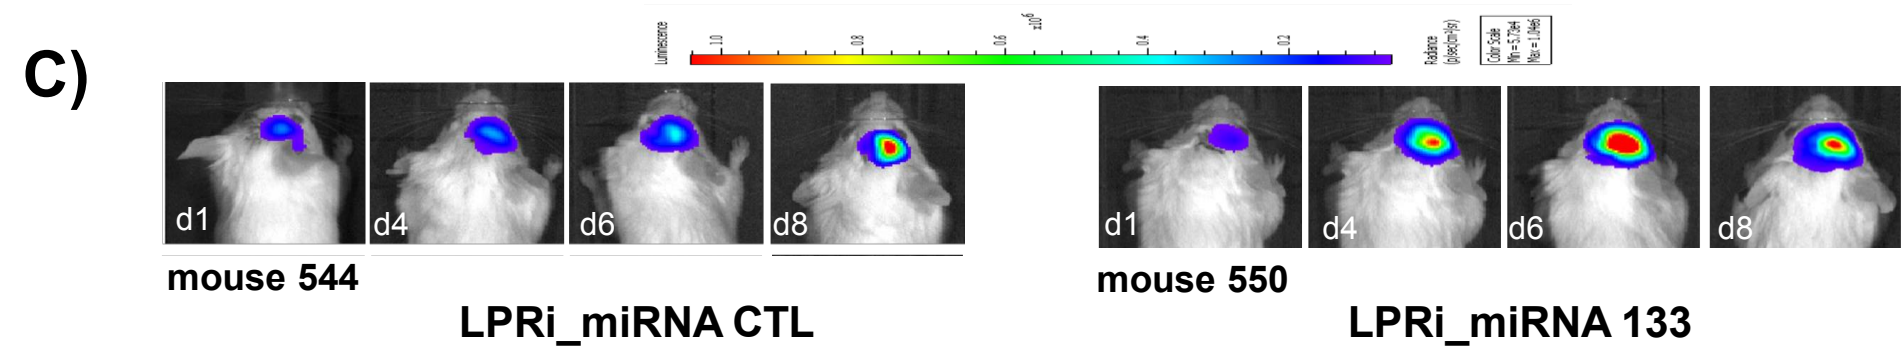 C)
Luminescence
1.0
0.8
0.6
x10⁶
0.4
0.2
Radiance
(p/sec/cm²/sr)
Color Scale
Min = 5.73e4
Max = 1.04e6
d1
d4
d6
d8
d1
d4
d6
d8
mouse 544
mouse 550
LPRi_miRNA CTL
LPRi_miRNA 133